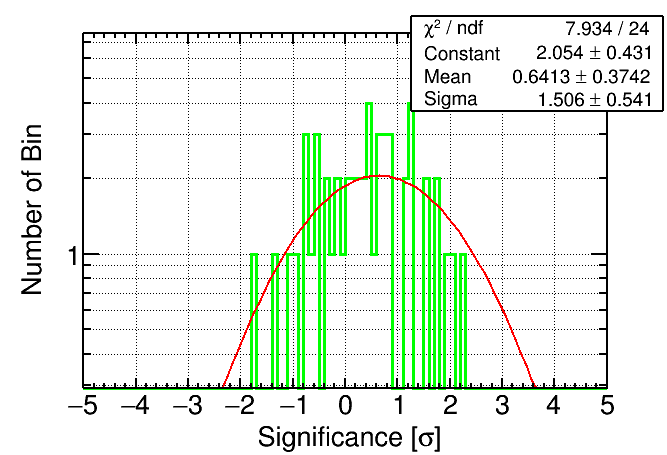 χ² / ndf 7.934 / 24
Constant 2.054 ± 0.431
Mean 0.6413 ± 0.3742
Sigma 1.506 ± 0.541
Number of Bin
1
−5 −4 −3 −2 −1 0 1 2 3 4 5
Significance [σ]